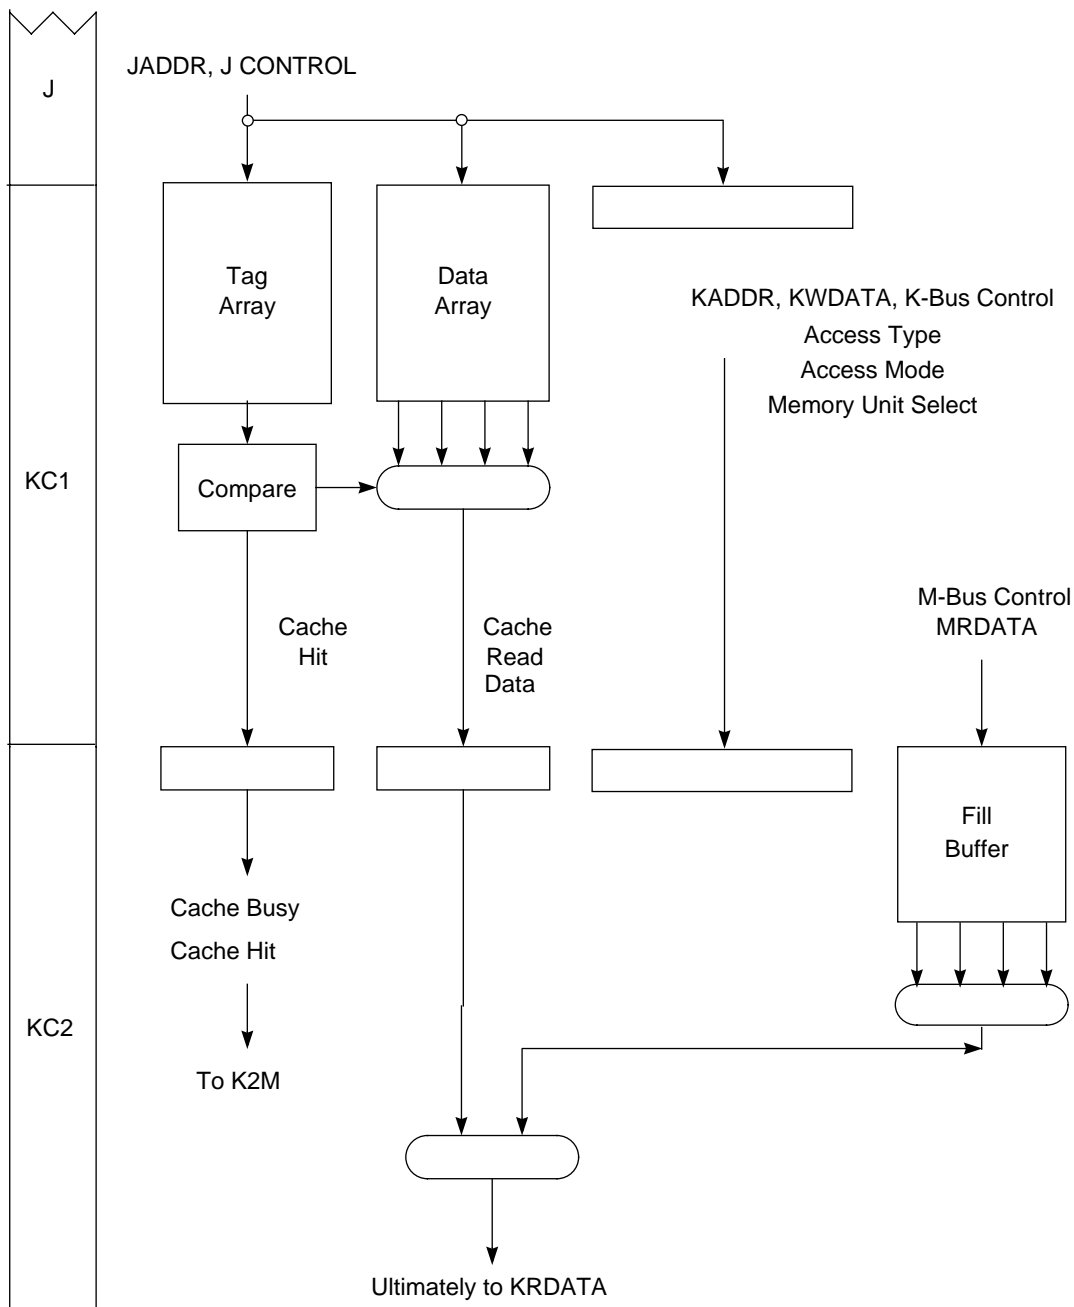 JADDR, J CONTROL
J
Tag
Array
Data
Array
KADDR, KWDATA, K-Bus Control
Access Type
Access Mode
Memory Unit Select
KC1
Compare
M-Bus Control
MRDATA
Cache
Hit
Cache
Read
Data
Fill
Buffer
Cache Busy
Cache Hit
KC2
To K2M
Ultimately to KRDATA